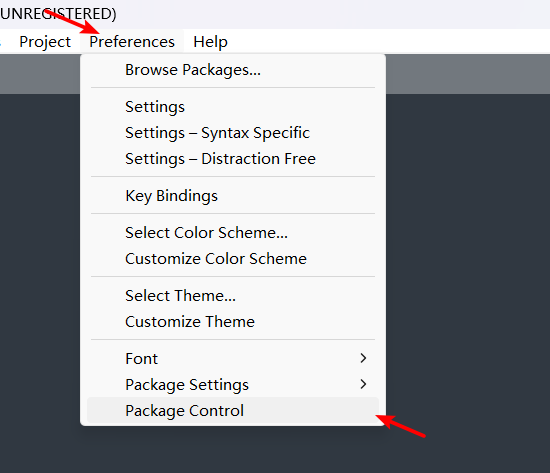 UNREGISTERED)
Project Preferences Help
Browse Packages...
Settings
Settings – Syntax Specific
Settings – Distraction Free
Key Bindings
Select Color Scheme...
Customize Color Scheme
Select Theme...
Customize Theme
Font
Package Settings
Package Control